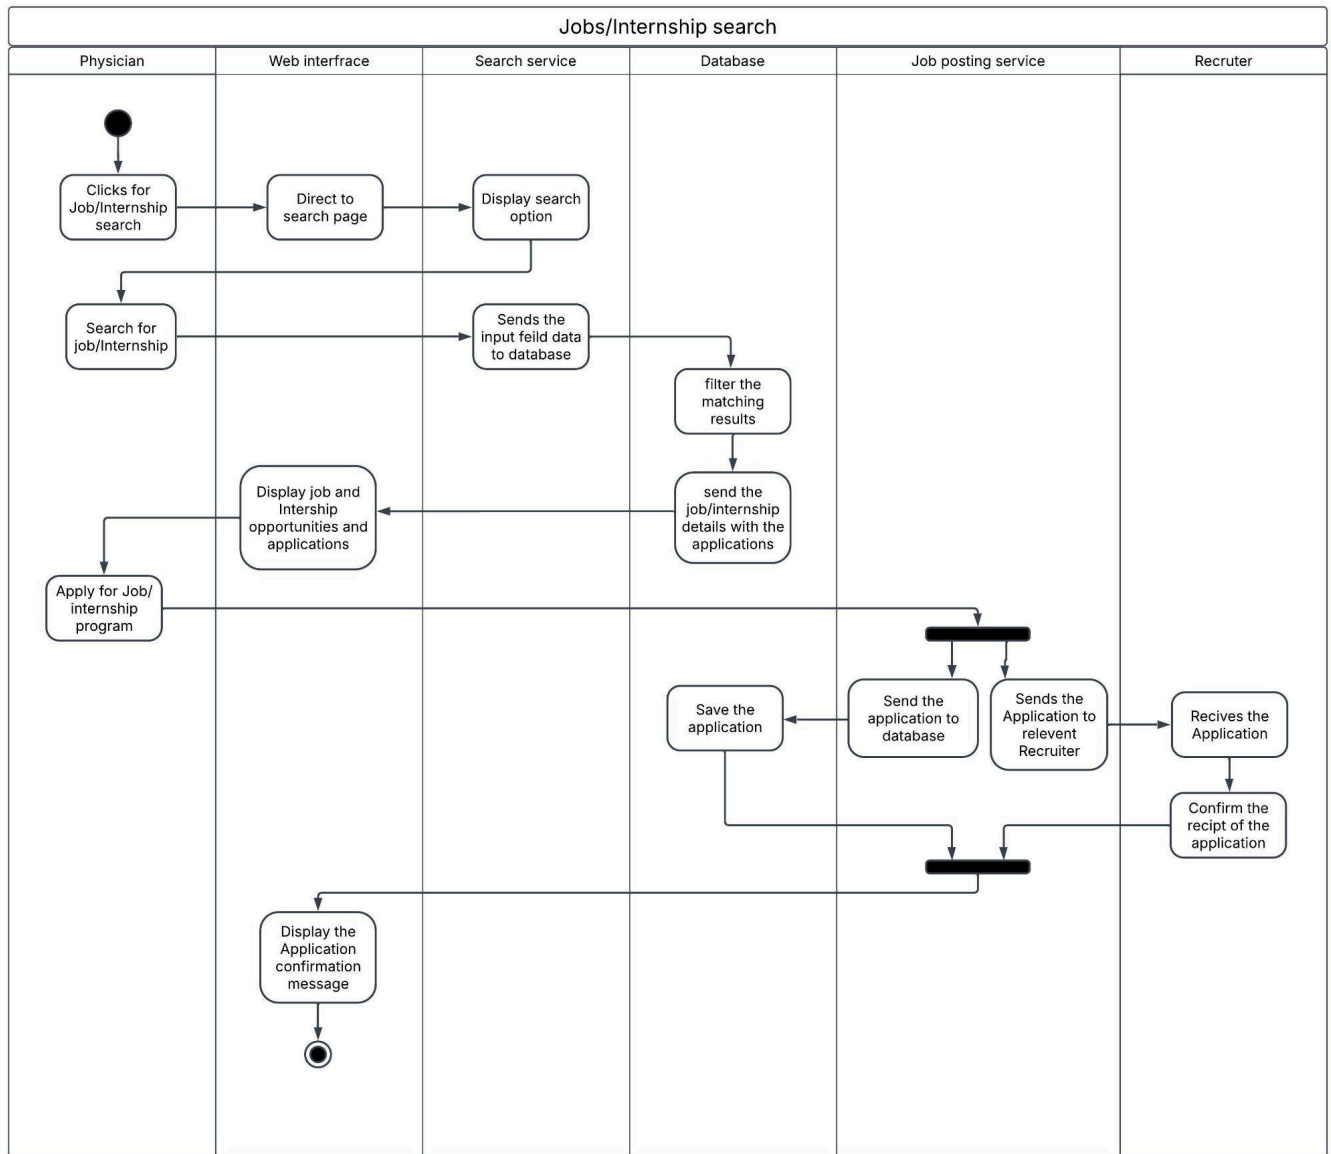 Jobs/Internship search
Physician
Web interfrace
Search service
Database
Job posting service
Recruter
Clicks for
Job/Internship
search
Direct to
search page
Display search
option
Search for
job/Internship
Sends the
input feild data
to database
filter the
matching
results
Display job and
Intership
opportunities and
applications
send the
job/internship
details with the
applications
Apply for Job/
internship
program
Save the
application
Send the
application to
database
Sends the
Application to
relevent
Recruiter
Recives the
Application
Confirm the
recipt of the
application
Display the
Application
confirmation
message